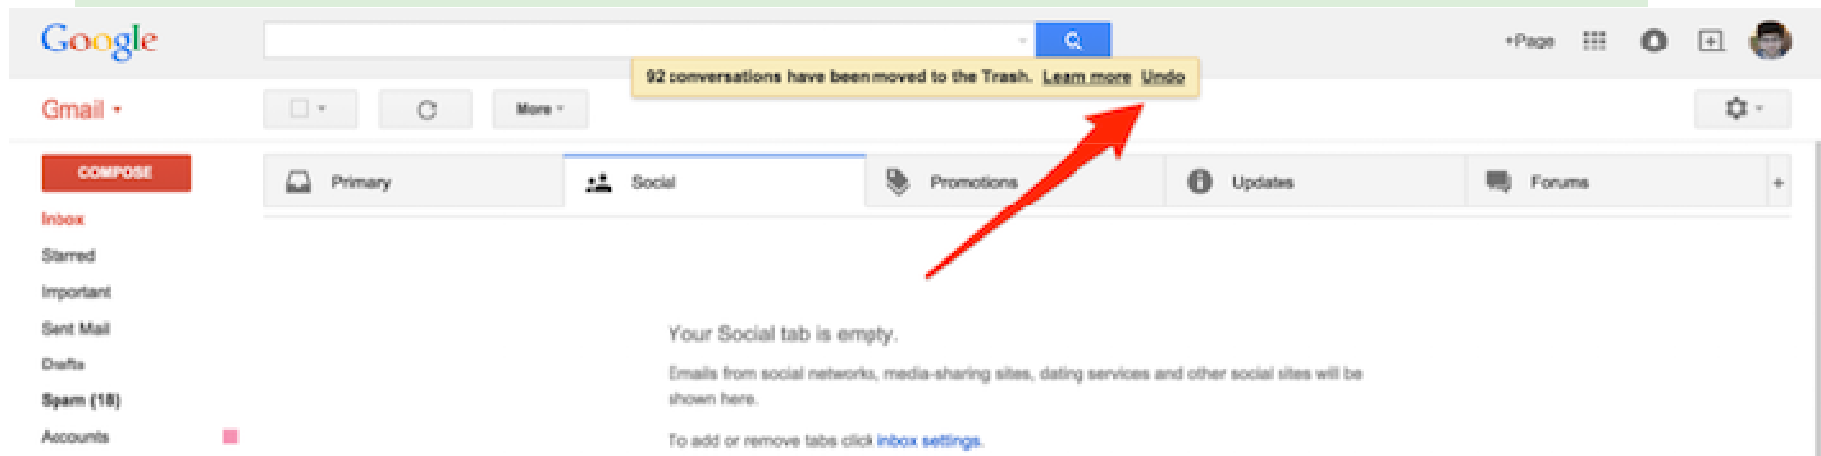 Google
+Page
92 conversations have been moved to the Trash. Learn more Undo
Gmail
More
COMPOSE
Primary
Social
Promotions
Updates
Forums
+
Inbox
Starred
Important
Sent Mail
Drafts
Spam (18)
Accounts
Your Social tab is empty.
Emails from social networks, media-sharing sites, dating services and other social sites will be
shown here.
To add or remove tabs click inbox settings.